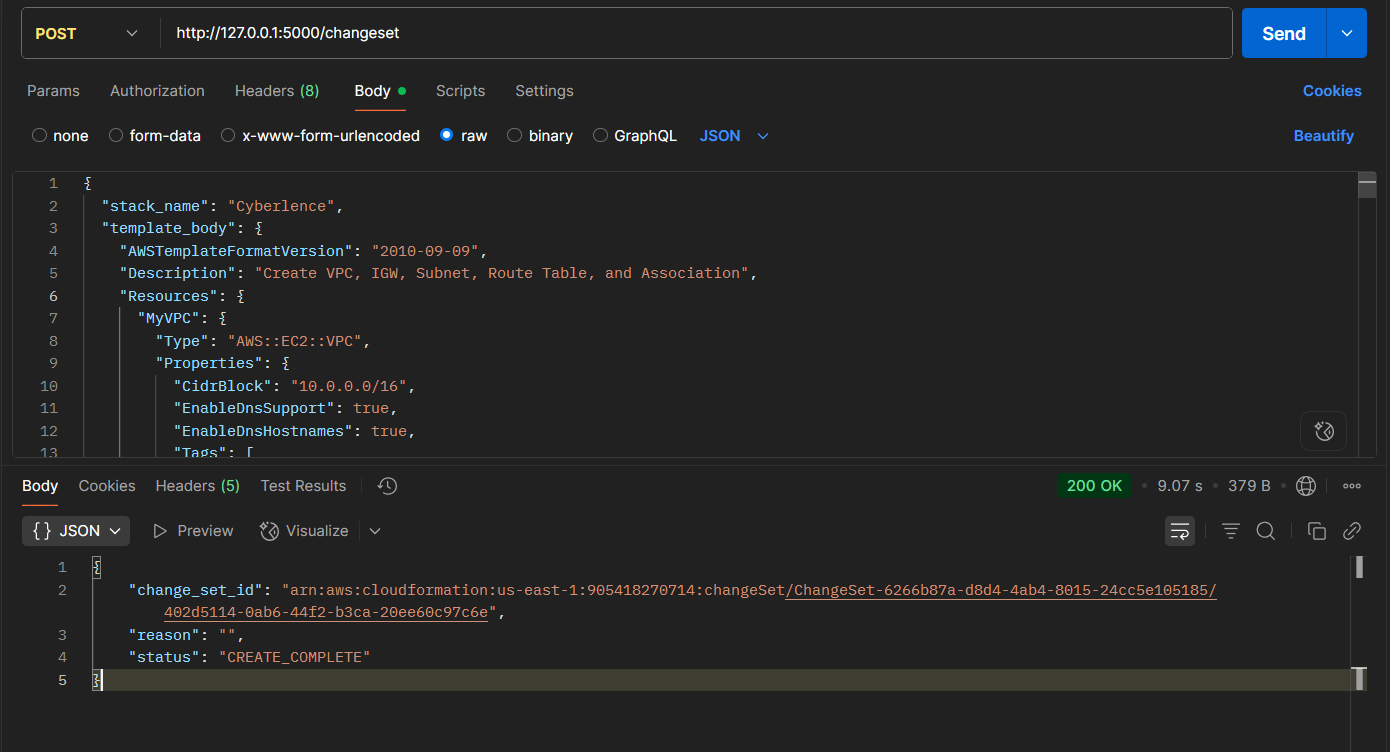 POST http://127.0.0.1:5000/changeset Send
Params Authorization Headers (8) Body Scripts Settings Cookies
none form-data x-www-form-urlencoded raw binary GraphQL JSON Beautify
1 {
2 "stack_name": "Cyberlence",
3 "template_body": {
4 "AWSTemplateFormatVersion": "2010-09-09",
5 "Description": "Create VPC, IGW, Subnet, Route Table, and Association",
6 "Resources": {
7 "MyVPC": {
8 "Type": "AWS::EC2::VPC",
9 "Properties": {
10 "CidrBlock": "10.0.0.0/16",
11 "EnableDnsSupport": true,
12 "EnableDnsHostnames": true,
13 "Tags": [
Body Cookies Headers (5) Test Results 200 OK • 9.07 s • 379 B •
{} JSON Preview Visualize
1 {
2 "change_set_id": "arn:aws:cloudformation:us-east-1:905418270714:changeSet/ChangeSet-6266b87a-d8d4-4ab4-8015-24cc5e105185/
402d5114-0ab6-44f2-b3ca-20ee60c97c6e",
3 "reason": "",
4 "status": "CREATE_COMPLETE"
5 }